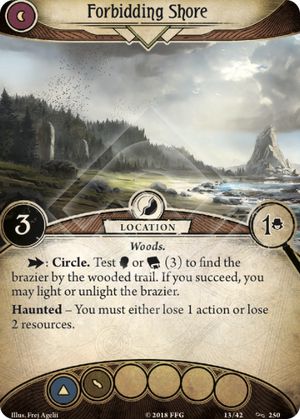 Forbidding Shore
3
LOCATION
1
Woods.
: Circle. Test or (3) to find the
brazier by the wooded trail. If you succeed, you
may light or unlight the brazier.
Haunted – You must either lose 1 action or lose
2 resources.
Illus. Frej Agelii
© 2018 FFG
13/42
250